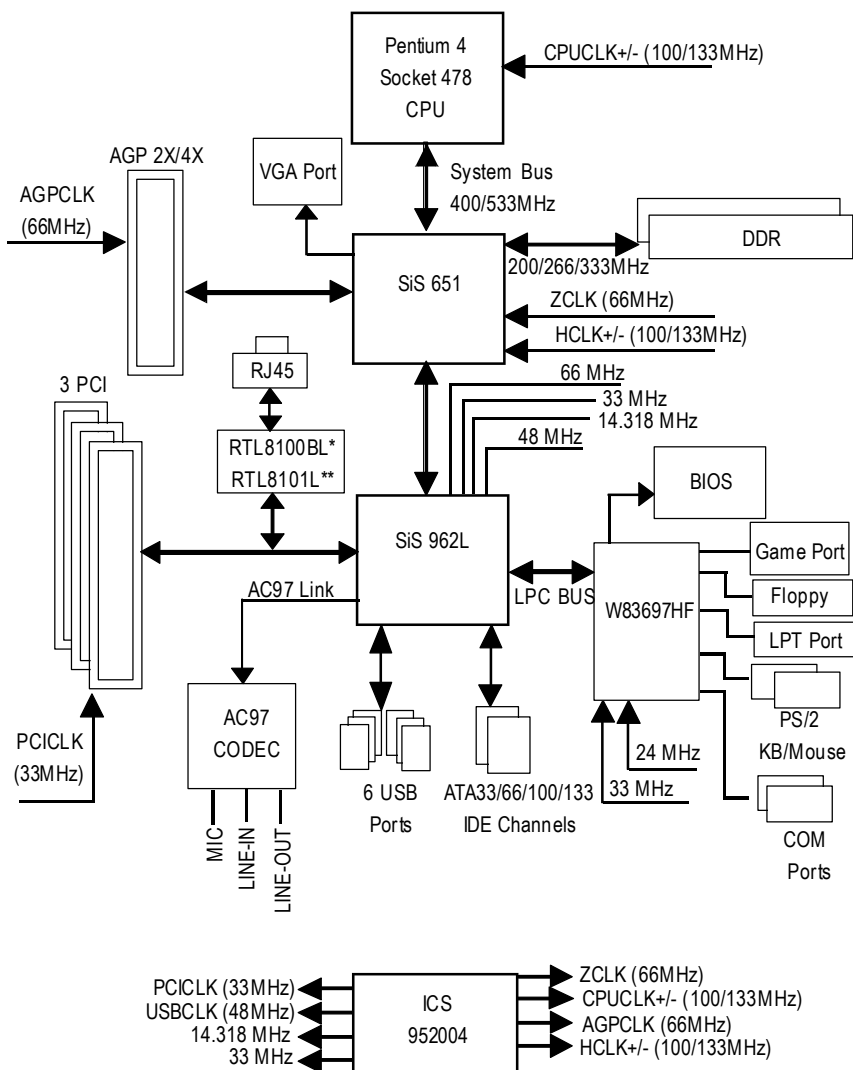 Pentium 4
Socket 478
CPU
CPUCLK+/- (100/133MHz)
AGP 2X/4X
VGA Port
System Bus
400/533MHz
AGPCLK
(66MHz)
DDR
SiS 651
200/266/333MHz
ZCLK (66MHz)
HCLK+/- (100/133MHz)
RJ45
66 MHz
3 PCI
33 MHz
14.318 MHz
48 MHz
RTL8100BL*
RTL8101L**
BIOS
SiS 962L
Game Port
AC97 Link
LPC BUS
W83697HF
Floppy
LPT Port
AC97
CODEC
PS/2
KB/Mouse
PCICLK
(33MHz)
24 MHz
33 MHz
6 USB
Ports
ATA33/66/100/133
IDE Channels
MIC
LINE-IN
LINE-OUT
COM
Ports
PCICLK (33MHz)
USBCLK (48MHz)
14.318 MHz
33 MHz
ICS
952004
ZCLK (66MHz)
CPUCLK+/- (100/133MHz)
AGPCLK (66MHz)
HCLK+/- (100/133MHz)